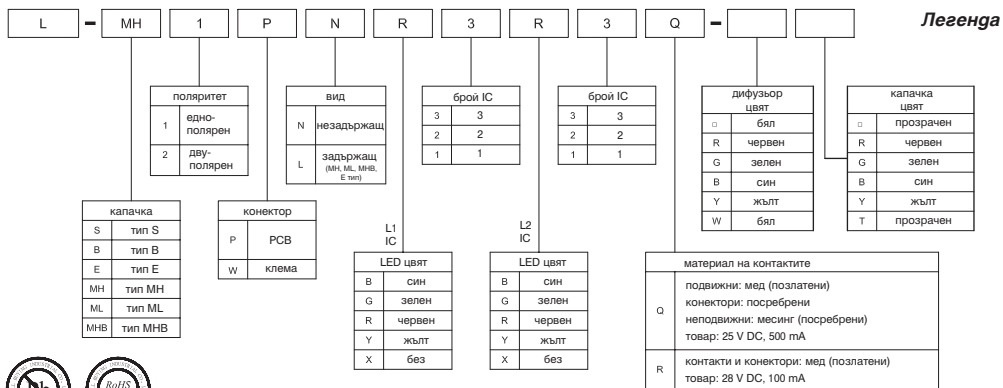 L - MH 1 P N R 3 R 3 Q -
Легенда
поляритет
1 едно-
полярен
2 дву-
полярен
вид
N незадържащ
L задържащ
(MH, ML, MHB,
E тип)
брой IC
3 3
2 2
1 1
брой IC
3 3
2 2
1 1
дифузьор
цвят
□ бял
R червен
G зелен
B син
Y жълт
W бял
капачка
цвят
□ прозрачен
R червен
G зелен
B син
Y жълт
T прозрачен
капачка
S тип S
B тип B
E тип E
MH тип MH
ML тип ML
MHB тип MHB
конектор
P PCB
W клема
L1
IC
LED цвят
B син
G зелен
R червен
Y жълт
X без
L2
IC
LED цвят
B син
G зелен
R червен
Y жълт
X без
материал на контактите
Q
подвижни: мед (позлатени)
конектори: посребрени
неподвижни: месинг (посребрени)
товар: 25 V DC, 500 mA
R
контакти и конектори: мед (позлатени)
товар: 28 V DC, 100 mA
Pb
RoHS